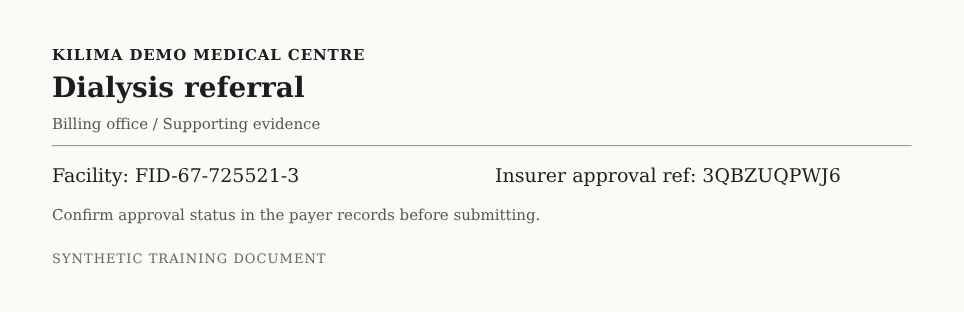 KILIMA DEMO MEDICAL CENTRE
Dialysis referral
Billing office / Supporting evidence
Facility: FID-67-725521-3 Insurer approval ref: 3QBZUQPWJ6
Confirm approval status in the payer records before submitting.
SYNTHETIC TRAINING DOCUMENT